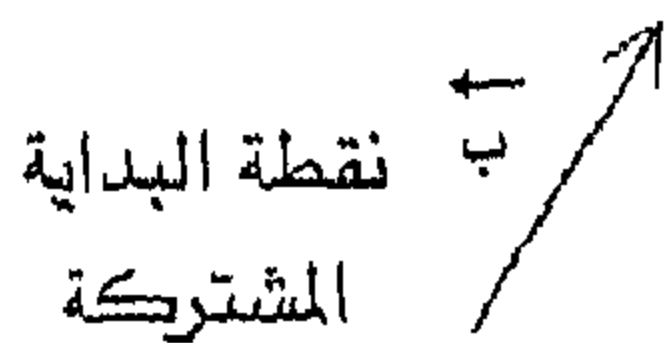 ب
نقطة البداية
المشتركة